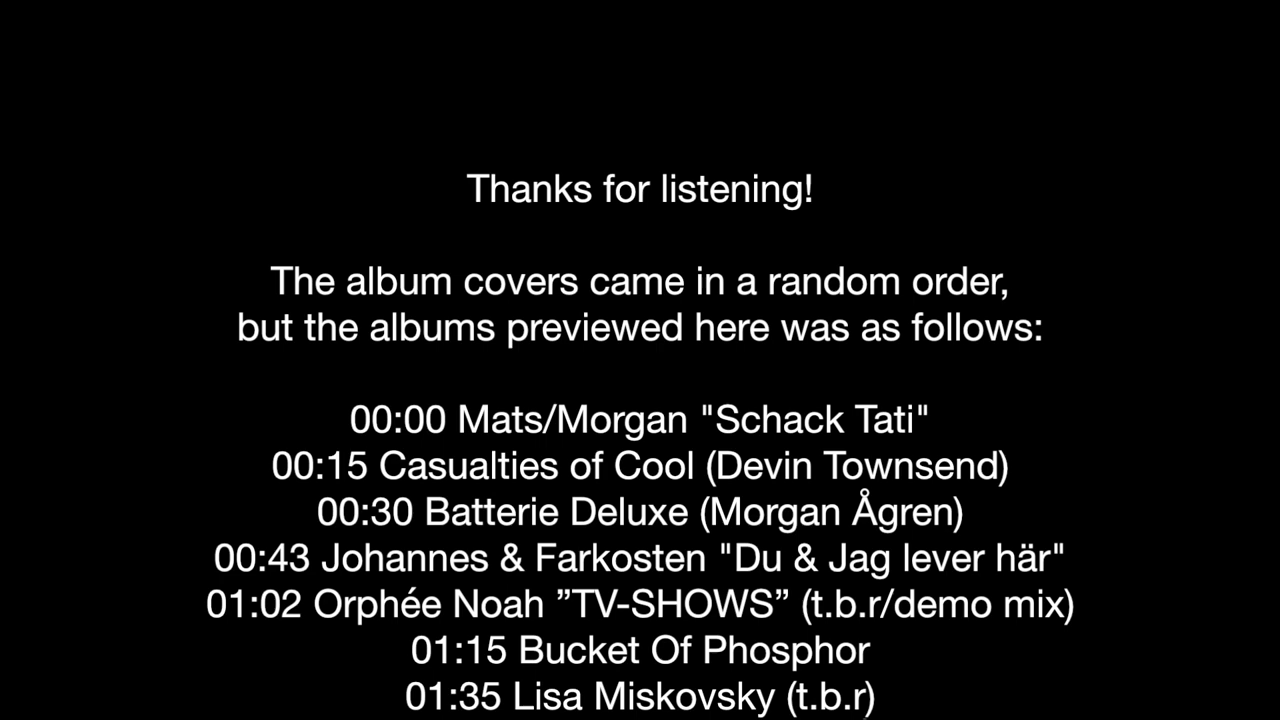 Thanks for listening!
The album covers came in a random order,
but the albums previewed here was as follows:
00:00 Mats/Morgan "Schack Tati"
00:15 Casualties of Cool (Devin Townsend)
00:30 Batterie Deluxe (Morgan Ågren)
00:43 Johannes & Farkosten "Du & Jag lever här"
01:02 Orphée Noah ”TV-SHOWS” (t.b.r/demo mix)
01:15 Bucket Of Phosphor
01:35 Lisa Miskovsky (t.b.r)